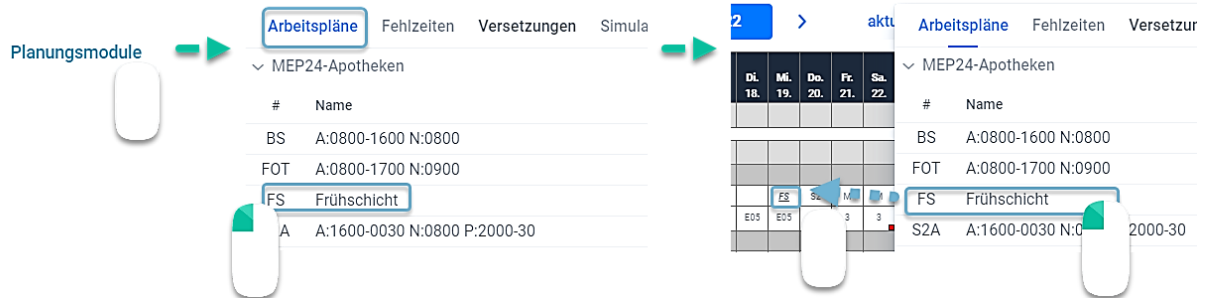 Planungsmodule
Arbeitspläne Fehlzeiten Versetzungen Simula
MEP24-Apotheken
# Name
BS A:0800-1600 N:0800
FOT A:0800-1700 N:0900
FS Frühschicht
A A:1600-0030 N:0800 P:2000-30
2 aktu
Di. Mi. Do. Fr. Sa.
18. 19. 20. 21. 22.
FS
E05 E05 3 3
Arbeitspläne Fehlzeiten Versetzur
MEP24-Apotheken
# Name
BS A:0800-1600 N:0800
FOT A:0800-1700 N:0900
FS Frühschicht
S2A A:1600-0030 N:0 2000-30